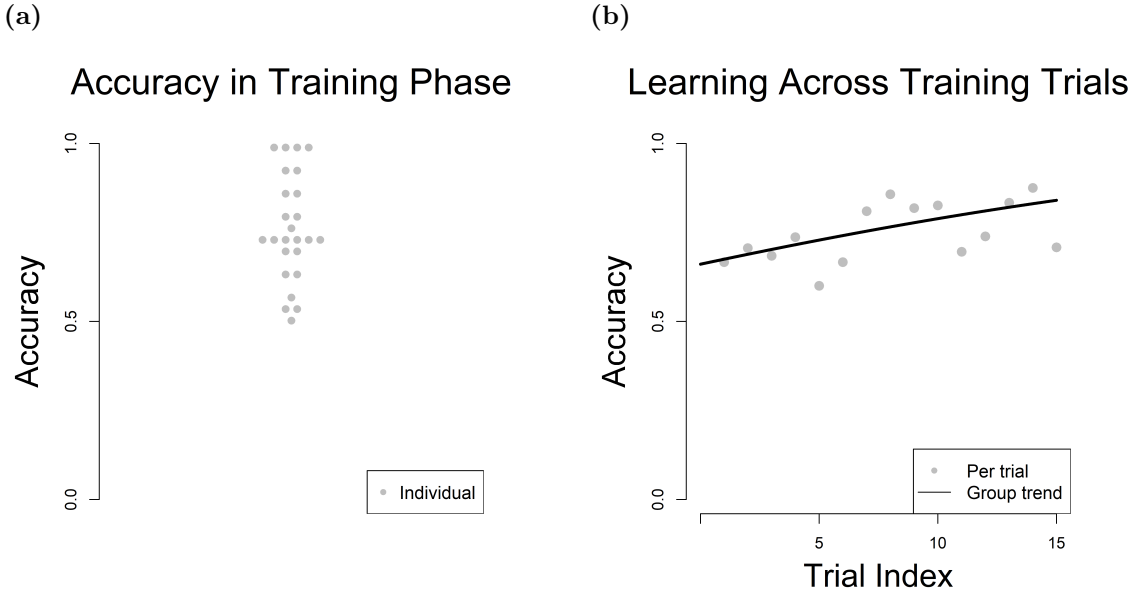 (a)
Accuracy in Training Phase
Accuracy
1.0
0.5
0.0
Individual
(b)
Learning Across Training Trials
Accuracy
1.0
0.5
0.0
Per trial
Group trend
5 10 15
Trial Index